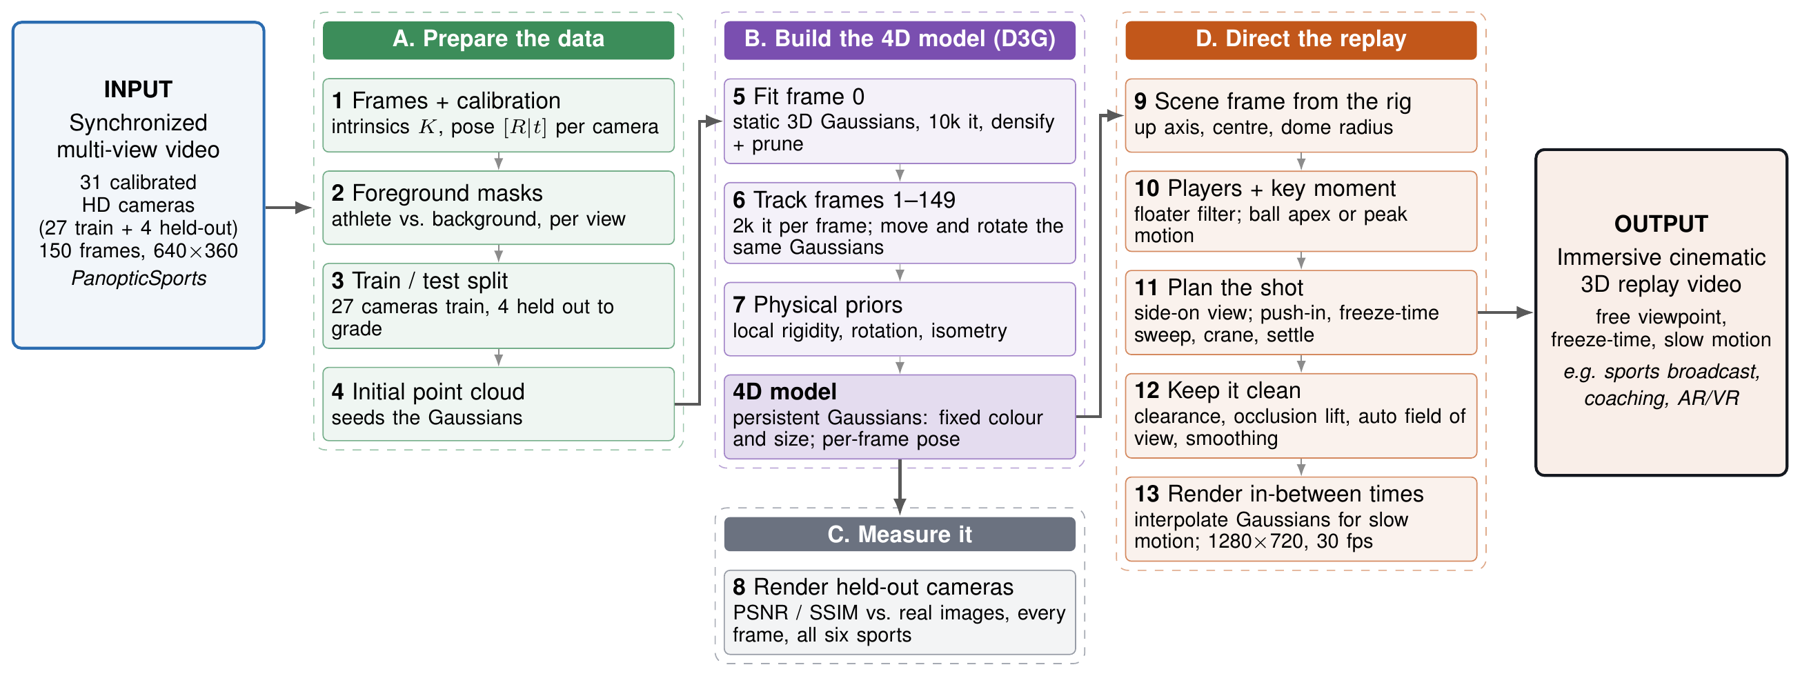 INPUT
Synchronized
multi-view video
31 calibrated
HD cameras
(27 train + 4 held-out)
150 frames, 640×360
PanopticSports
A. Prepare the data
1 Frames + calibration
intrinsics K, pose [R|t] per camera
2 Foreground masks
athlete vs. background, per view
3 Train / test split
27 cameras train, 4 held out to
grade
4 Initial point cloud
seeds the Gaussians
B. Build the 4D model (D3G)
5 Fit frame 0
static 3D Gaussians, 10k it, densify
+ prune
6 Track frames 1–149
2k it per frame; move and rotate the
same Gaussians
7 Physical priors
local rigidity, rotation, isometry
4D model
persistent Gaussians: fixed colour
and size; per-frame pose
C. Measure it
8 Render held-out cameras
PSNR / SSIM vs. real images, every
frame, all six sports
D. Direct the replay
9 Scene frame from the rig
up axis, centre, dome radius
10 Players + key moment
floater filter; ball apex or peak
motion
11 Plan the shot
side-on view; push-in, freeze-time
sweep, crane, settle
12 Keep it clean
clearance, occlusion lift, auto field of
view, smoothing
13 Render in-between times
interpolate Gaussians for slow
motion; 1280×720, 30 fps
OUTPUT
Immersive cinematic
3D replay video
free viewpoint,
freeze-time, slow motion
e.g. sports broadcast,
coaching, AR/VR